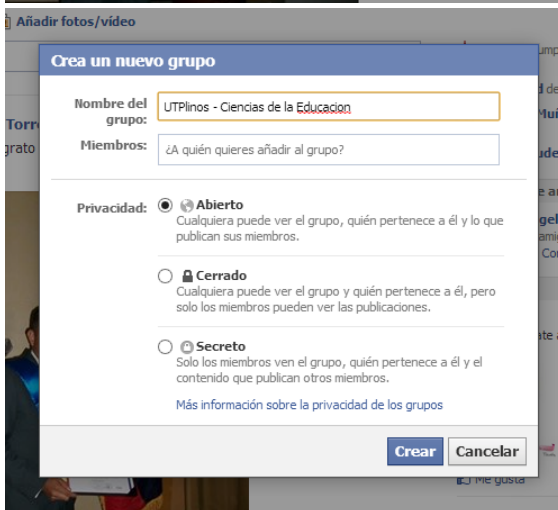 Añadir fotos/vídeo
Crea un nuevo grupo
Nombre del grupo:
UTPlinos - Ciencias de la Educacion
Miembros:
¿A quién quieres añadir al grupo?
Privacidad:
Abierto
Cualquiera puede ver el grupo, quién pertenece a él y lo que
publican sus miembros.
Cerrado
Cualquiera puede ver el grupo y quién pertenece a él, pero
solo los miembros pueden ver las publicaciones.
Secreto
Solo los miembros ven el grupo, quién pertenece a él y el
contenido que publican otros miembros.
Más información sobre la privacidad de los grupos
Crear
Cancelar
Me gusta